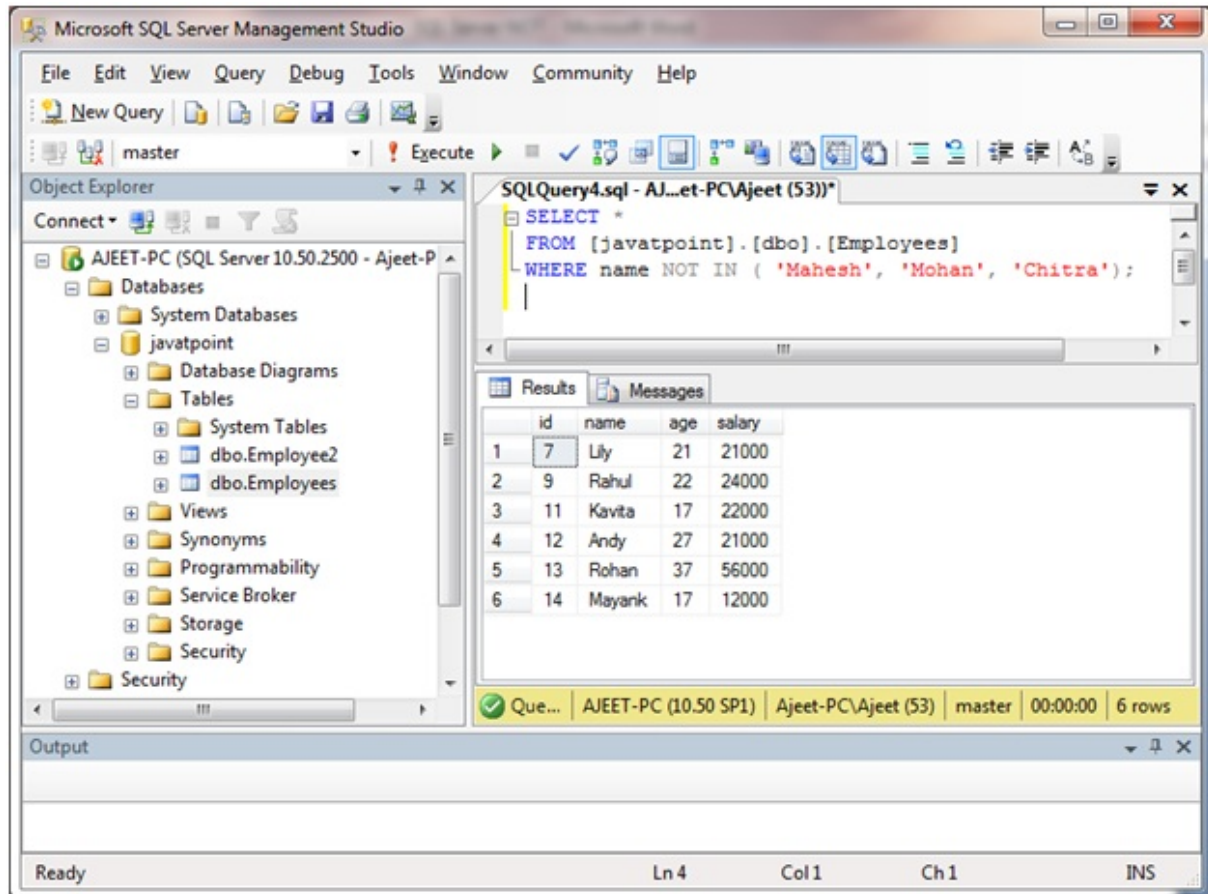 Microsoft SQL Server Management Studio
File Edit View Query Debug Tools Window Community Help
New Query
master Execute
Object Explorer
Connect
AJEET-PC (SQL Server 10.50.2500 - Ajeet-P
Databases
System Databases
javatpoint
Database Diagrams
Tables
System Tables
dbo.Employee2
dbo.Employees
Views
Synonyms
Programmability
Service Broker
Storage
Security
Security
SQLQuery4.sql - AJ...et-PC\Ajeet (53))*
SELECT *
FROM [javatpoint].[dbo].[Employees]
WHERE name NOT IN ( 'Mahesh', 'Mohan', 'Chitra');
Results Messages
id name age salary
1 7 Lily 21 21000
2 9 Rahul 22 24000
3 11 Kavita 17 22000
4 12 Andy 27 21000
5 13 Rohan 37 56000
6 14 Mayank 17 12000
Que... AJEET-PC (10.50 SP1) Ajeet-PC\Ajeet (53) master 00:00:00 6 rows
Output
Ready Ln 4 Col 1 Ch 1 INS